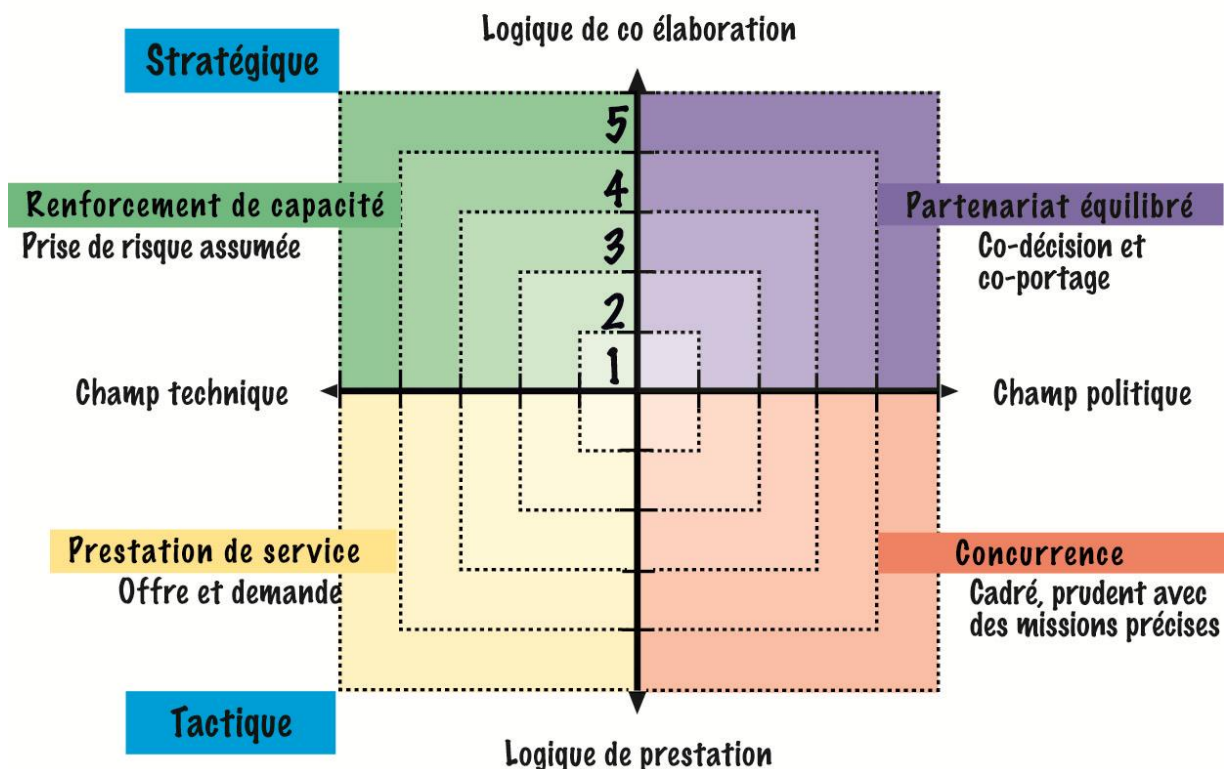 Logique de co élaboration
Stratégique
5
Renforcement de capacité
4
Partenariat équilibré
Prise de risque assumée
3
Co-décision et
co-portage
2
1
Champ technique
Champ politique
Prestation de service
Concurrence
Offre et demande
Cadré, prudent avec
des missions précises
Tactique
Logique de prestation